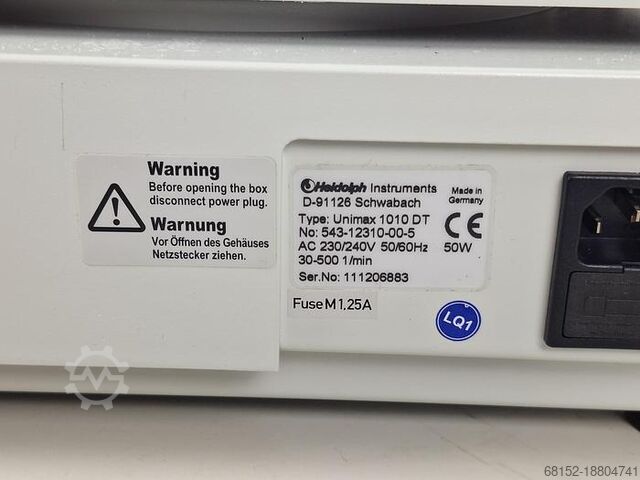 Warning
Before opening the box
disconnect power plug.
Warnung
Vor Öffnen des Gehäuses
Netzstecker ziehen.
Heidolph Instruments
D-91126 Schwabach
Made in
Germany
Type: Unimax 1010 DT
No: 543-12310-00-5
CE
AC 230/240V 50/60Hz 50W
30-500 1/min
Ser.No: 111206883
Fuse M 1,25A
LQ1
68152-18804741